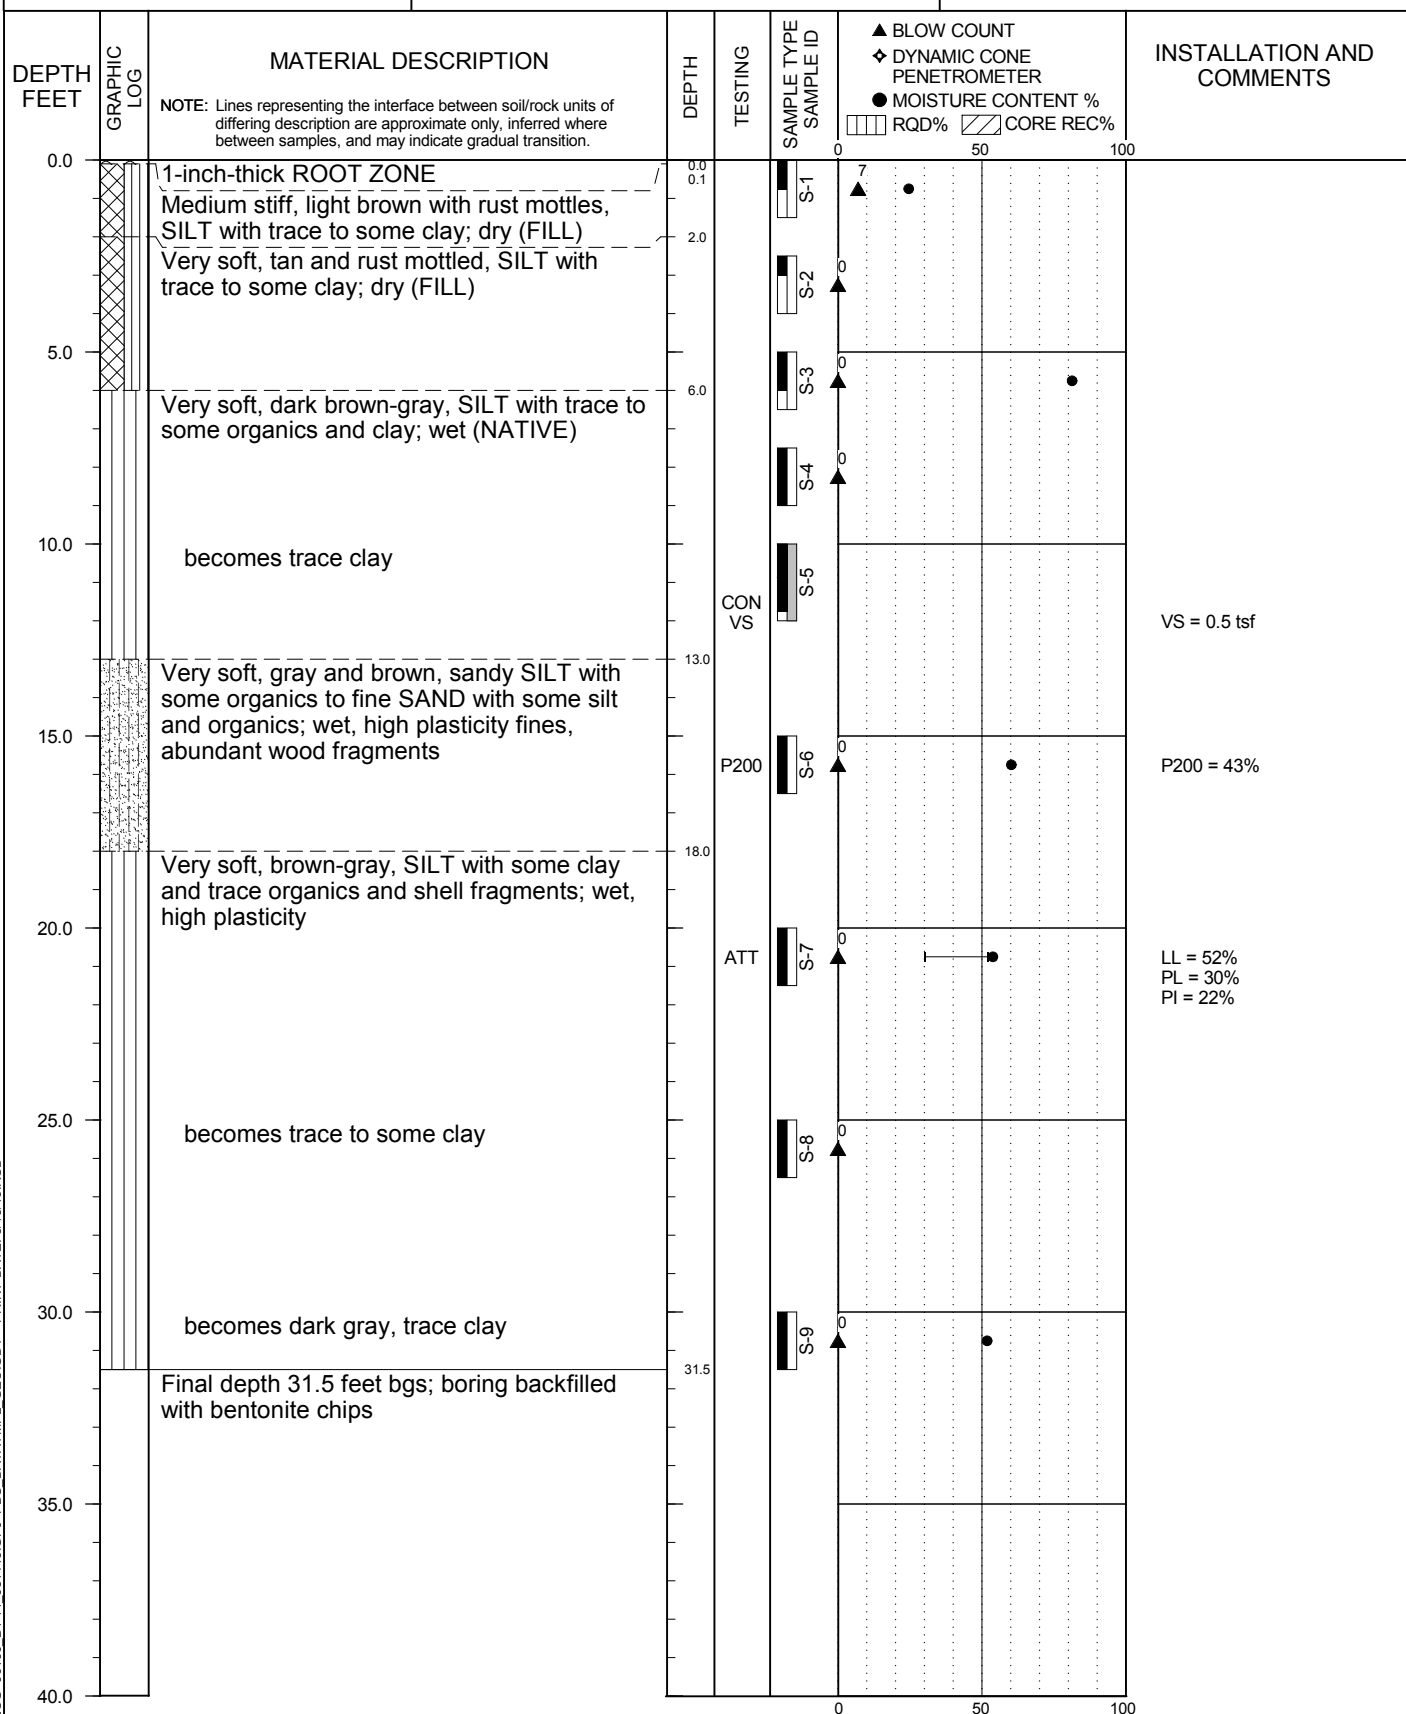 DEPTH
FEET
GRAPHIC
LOG
MATERIAL DESCRIPTION
NOTE: Lines representing the interface between soil/rock units of
differing description are approximate only, inferred where
between samples, and may indicate gradual transition.
DEPTH
TESTING
SAMPLE TYPE
SAMPLE ID
▲ BLOW COUNT
DYNAMIC CONE
PENETROMETER
● MOISTURE CONTENT %
RQD% CORE REC%
0 50 100
INSTALLATION AND
COMMENTS
0.0
1-inch-thick ROOT ZONE
0.0
0.1
S-1
7
Medium stiff, light brown with rust mottles,
SILT with trace to some clay; dry (FILL)
2.0
Very soft, tan and rust mottled, SILT with
trace to some clay; dry (FILL)
S-2
0
5.0
S-3
0
6.0
Very soft, dark brown-gray, SILT with trace to
some organics and clay; wet (NATIVE)
S-4
0
10.0
becomes trace clay
S-5
CON
VS
VS = 0.5 tsf
13.0
Very soft, gray and brown, sandy SILT with
some organics to fine SAND with some silt
and organics; wet, high plasticity fines,
abundant wood fragments
15.0
P200
S-6
0
P200 = 43%
18.0
Very soft, brown-gray, SILT with some clay
and trace organics and shell fragments; wet,
high plasticity
20.0
ATT
S-7
0
LL = 52%
PL = 30%
PI = 22%
25.0
becomes trace to some clay
S-8
0
30.0
becomes dark gray, trace clay
S-9
0
31.5
Final depth 31.5 feet bgs; boring backfilled
with bentonite chips
35.0
40.0
0 50 100